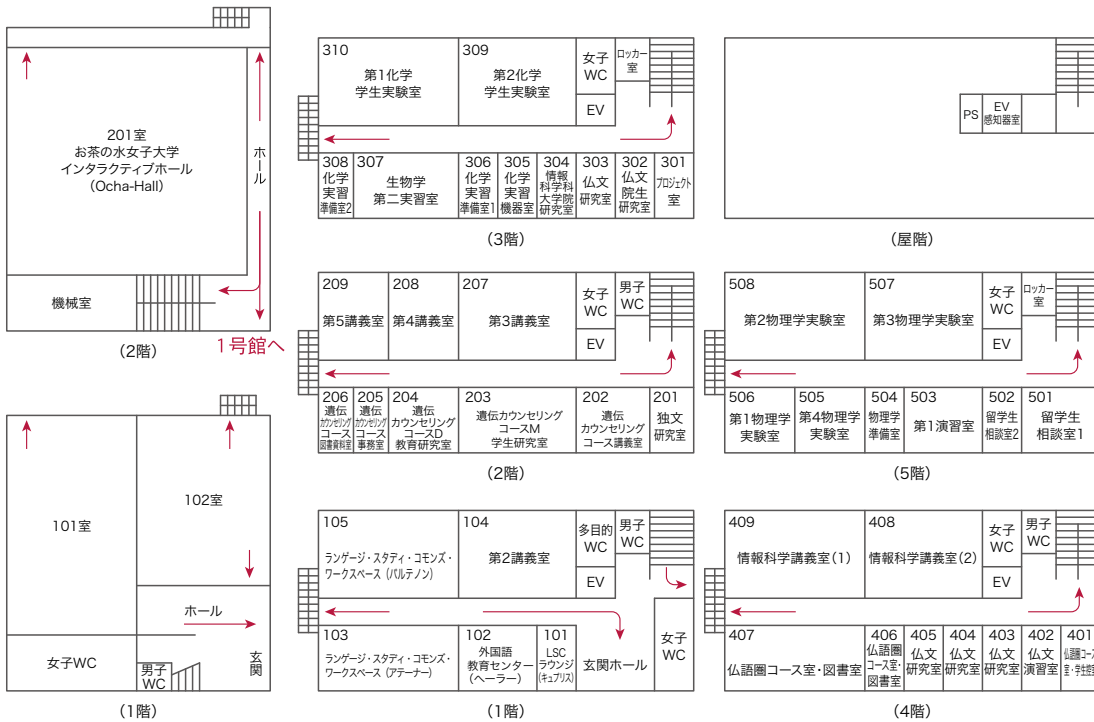 201室
お茶の水女子大学
インタラクティブホール
(Ocha-Hall)
ホール
機械室
(2階)
1号館へ
101室
102室
ホール
女子WC
男子
WC
玄関
(1階)
310
第1化学
学生実験室
309
第2化学
学生実験室
女子
WC
ロッカー
室
EV
308
化学
実習
準備室2
307
生物学
第二実習室
306
化学
実習
準備室1
305
化学
実習
機器室
304
情報
科学科
大学院
研究室
303
仏文
研究室
302
仏文
院生
研究室
301
プロジェクト
室
(3階)
PS
EV
感知器室
(屋階)
209
第5講義室
208
第4講義室
207
第3講義室
女子
WC
男子
WC
EV
206
遺伝
カウンセリング
コース
図書資料室
205
遺伝
カウンセリング
コース
事務室
204
遺伝
カウンセリング
コースD
教育研究室
203
遺伝カウンセリング
コースM
学生研究室
202
遺伝
カウンセリング
コース講義室
201
独文
研究室
(2階)
508
第2物理学実験室
507
第3物理学実験室
女子
WC
ロッカー
室
EV
506
第1物理学
実験室
505
第4物理学
実験室
504
物理学
準備室
503
第1演習室
502
留学生
相談室2
501
留学生
相談室1
(5階)
105
ランゲージ・スタディ・コモンズ・
ワークスペース(パルテノン)
104
第2講義室
多目的
WC
男子
WC
EV
103
ランゲージ・スタディ・コモンズ・
ワークスペース(アテーナー)
102
外国語
教育センター
(ヘーラー)
101
LSC
ラウンジ
(キュプリス)
玄関ホール
女子
WC
(1階)
409
情報科学講義室(1)
408
情報科学講義室(2)
女子
WC
男子
WC
EV
407
仏語圏コース室・図書室
406
仏語圏
コース室・
図書室
405
仏文
研究室
404
仏文
研究室
403
仏文
研究室
402
仏文
演習室
401
仏語圏コース
(4階)